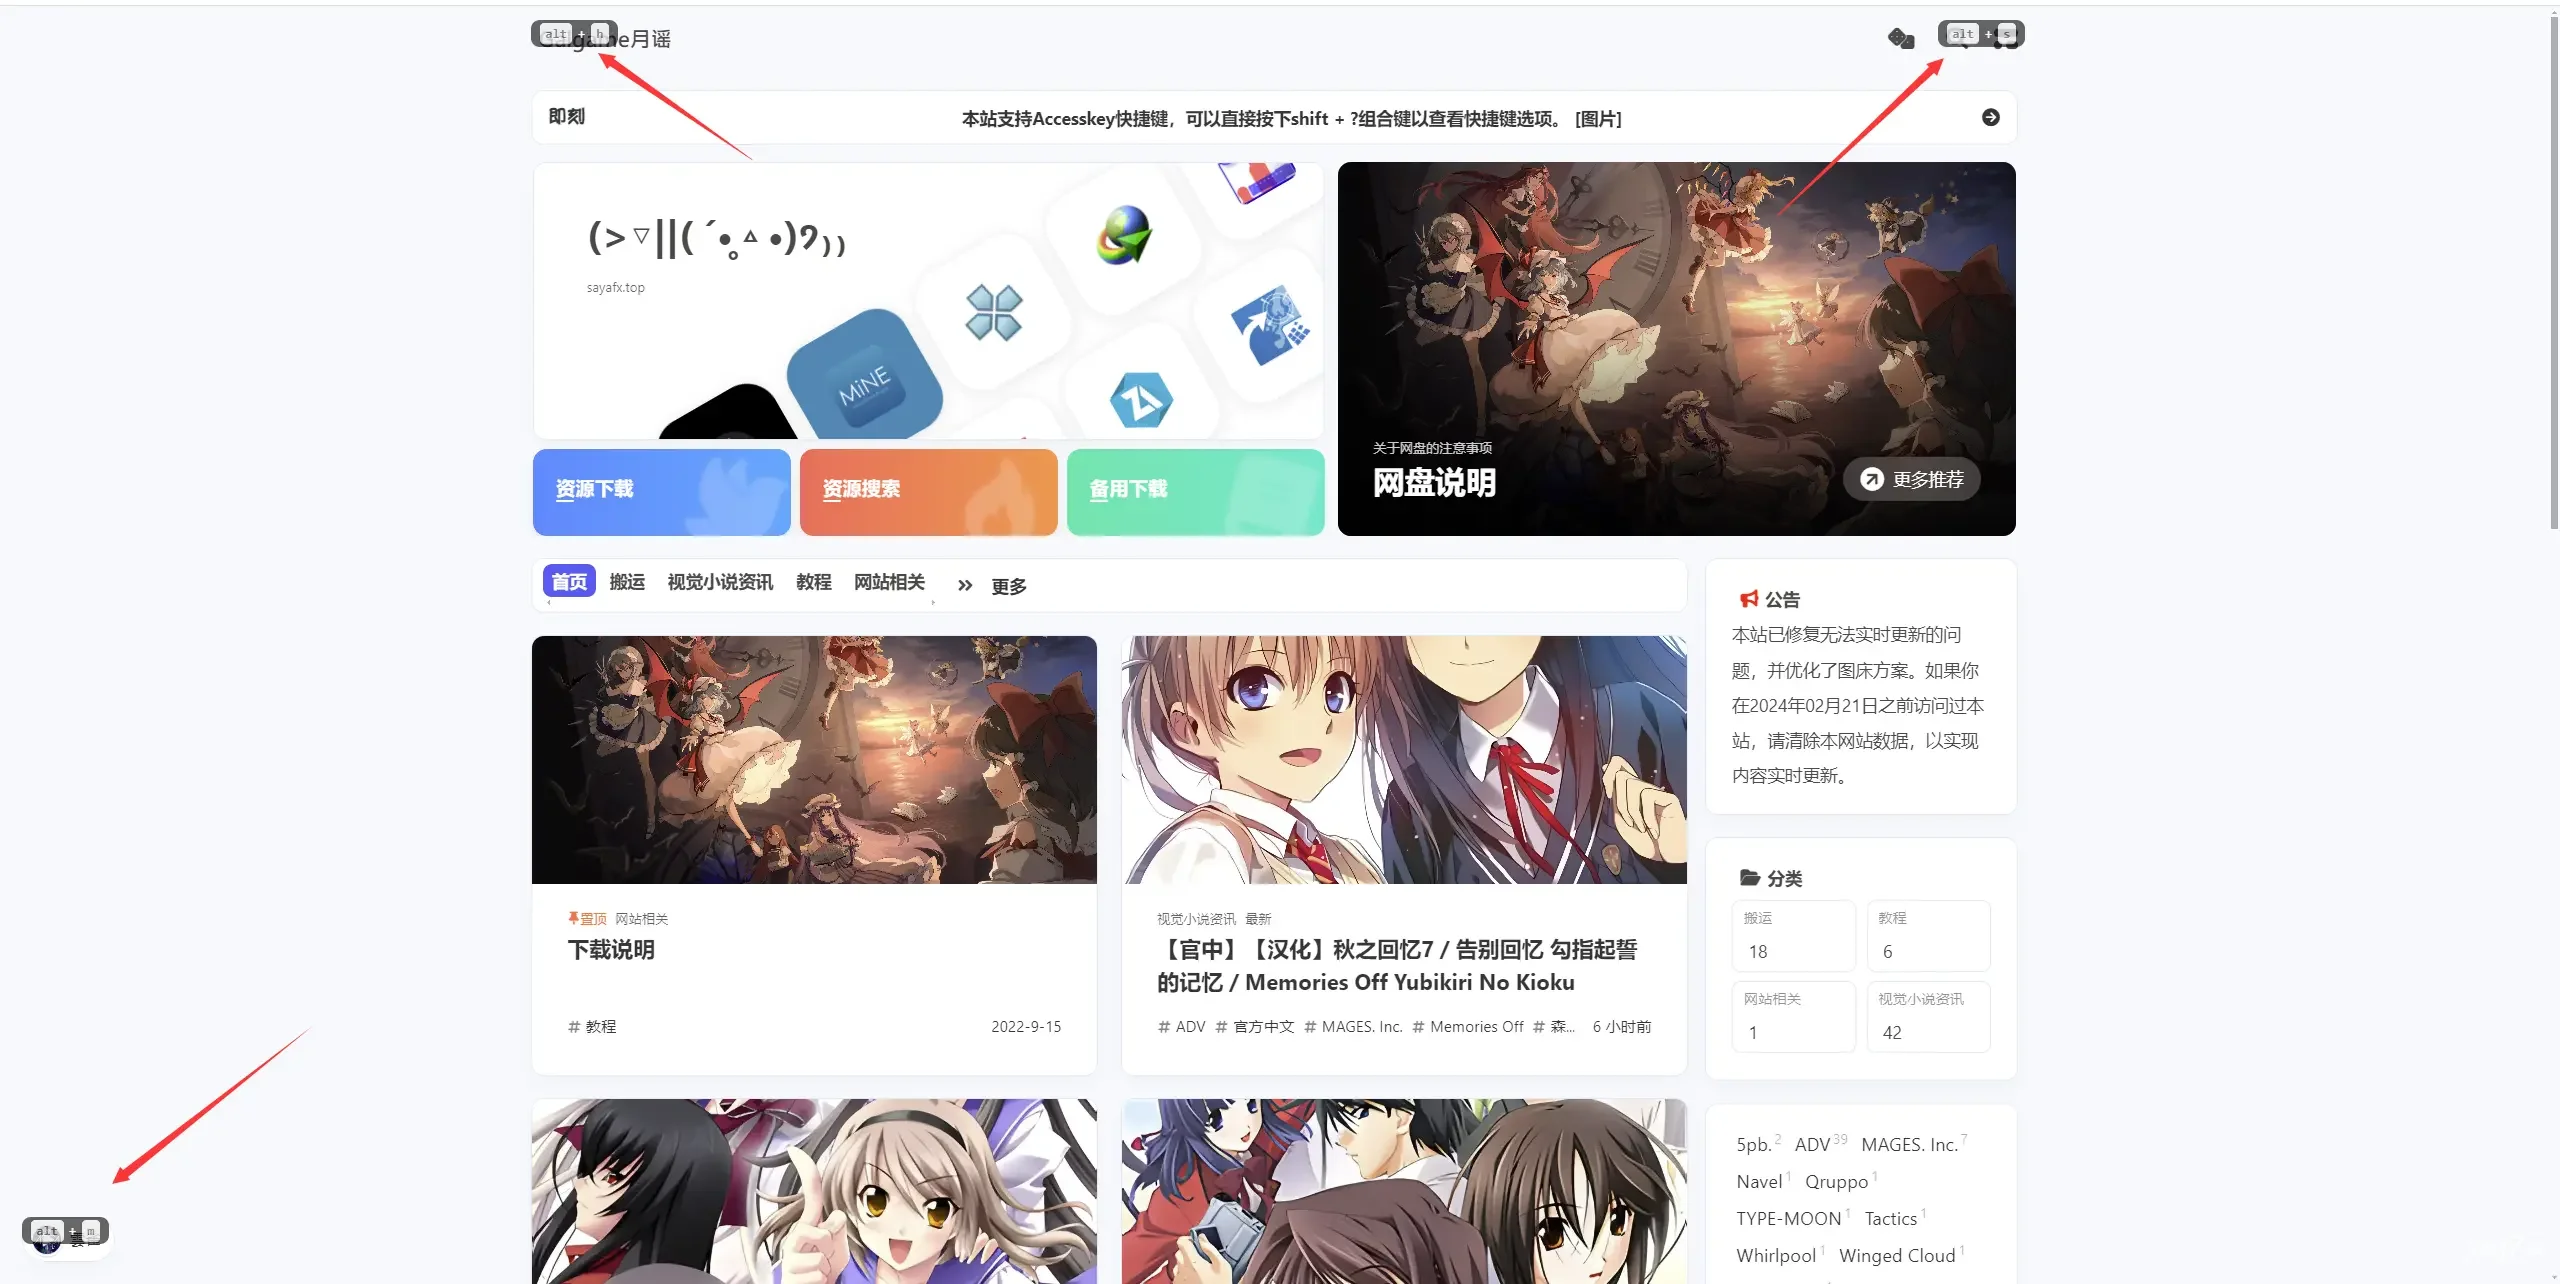 alt + h
Galgame月谣
alt + s
即刻
本站支持Accesskey快捷键，可以直接按下shift + ?组合键以查看快捷键选项。 [图片]
(>▽||( ´•̥▵ •)ʔ₎₎
sayafx.top
MiNE
关于网盘的注意事项
网盘说明
更多推荐
资源下载
资源搜索
备用下载
首页 搬运 视觉小说资讯 教程 网站相关 » 更多
置顶 网站相关
下载说明
# 教程 2022-9-15
视觉小说资讯 最新
【官中】【汉化】秋之回忆7 / 告别回忆 勾指起誓
的记忆 / Memories Off Yubikiri No Kioku
# ADV # 官方中文 # MAGES. Inc. # Memories Off # 森... 6 小时前
公告
本站已修复无法实时更新的问
题，并优化了图床方案。如果你
在2024年02月21日之前访问过本
站，请清除本网站数据，以实现
内容实时更新。
分类
搬运
18
教程
6
网站相关
1
视觉小说资讯
42
5pb. 2 ADV 39 MAGES. Inc. 7
Navel 1 Qruppo 1
TYPE-MOON 1 Tactics 1
Whirlpool 1 Winged Cloud 1
alt + m